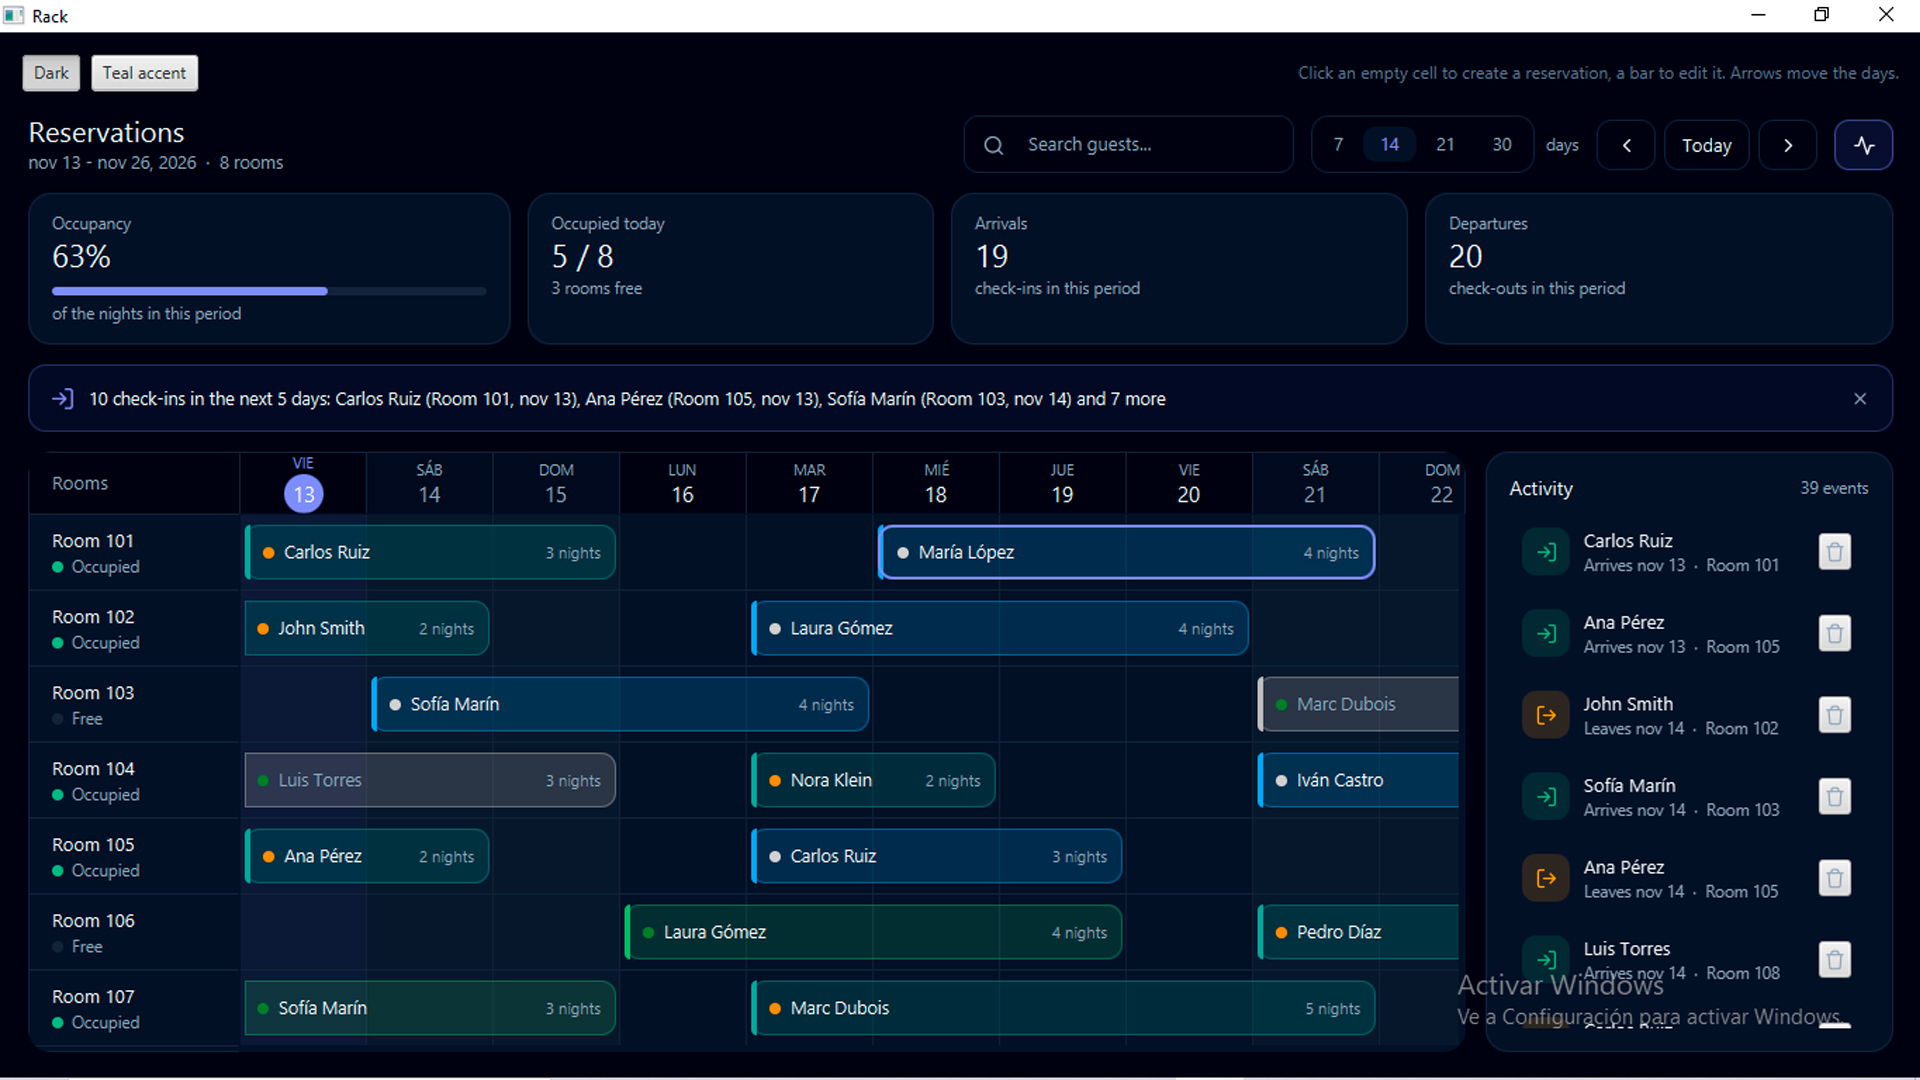 Rack
Dark
Teal accent
Click an empty cell to create a reservation, a bar to edit it. Arrows move the days.
Reservations
nov 13 - nov 26, 2026 · 8 rooms
Search guests...
7 14 21 30 days
Today
Occupancy
63%
of the nights in this period
Occupied today
5 / 8
3 rooms free
Arrivals
19
check-ins in this period
Departures
20
check-outs in this period
10 check-ins in the next 5 days: Carlos Ruiz (Room 101, nov 13), Ana Pérez (Room 105, nov 13), Sofía Marín (Room 103, nov 14) and 7 more
Rooms
VIE 13
SÁB 14
DOM 15
LUN 16
MAR 17
MIÉ 18
JUE 19
VIE 20
SÁB 21
DOM 22
Room 101
Occupied
Carlos Ruiz 3 nights
María López 4 nights
Room 102
Occupied
John Smith 2 nights
Laura Gómez 4 nights
Room 103
Free
Sofía Marín 4 nights
Marc Dubois
Room 104
Occupied
Luis Torres 3 nights
Nora Klein 2 nights
Iván Castro
Room 105
Occupied
Ana Pérez 2 nights
Carlos Ruiz 3 nights
Room 106
Free
Laura Gómez 4 nights
Pedro Díaz
Room 107
Occupied
Sofía Marín 3 nights
Marc Dubois 5 nights
Activity
39 events
Carlos Ruiz
Arrives nov 13 · Room 101
Ana Pérez
Arrives nov 13 · Room 105
John Smith
Leaves nov 14 · Room 102
Sofía Marín
Arrives nov 14 · Room 103
Ana Pérez
Leaves nov 14 · Room 105
Luis Torres
Arrives nov 14 · Room 108
Carlos Ruiz
Activar Windows
Ve a Configuración para activar Windows.